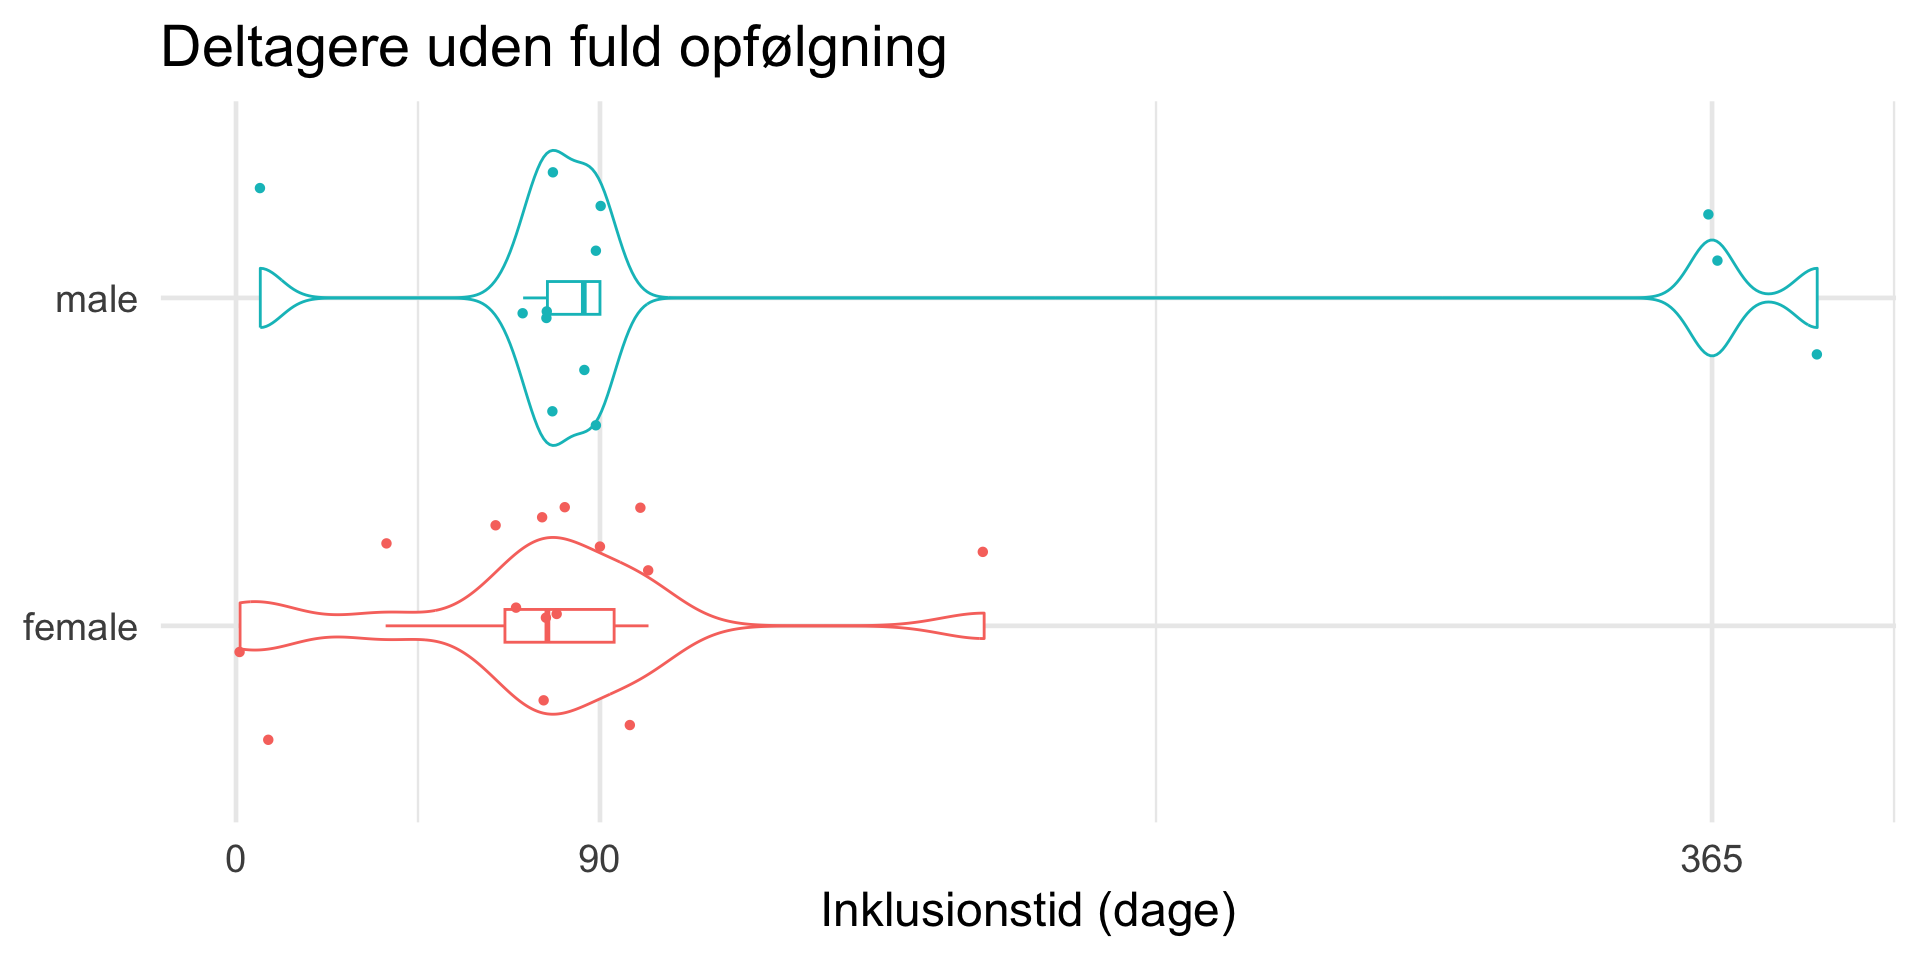 Deltagere uden fuld opfølgning
male
female
0 90 365
Inklusionstid (dage)